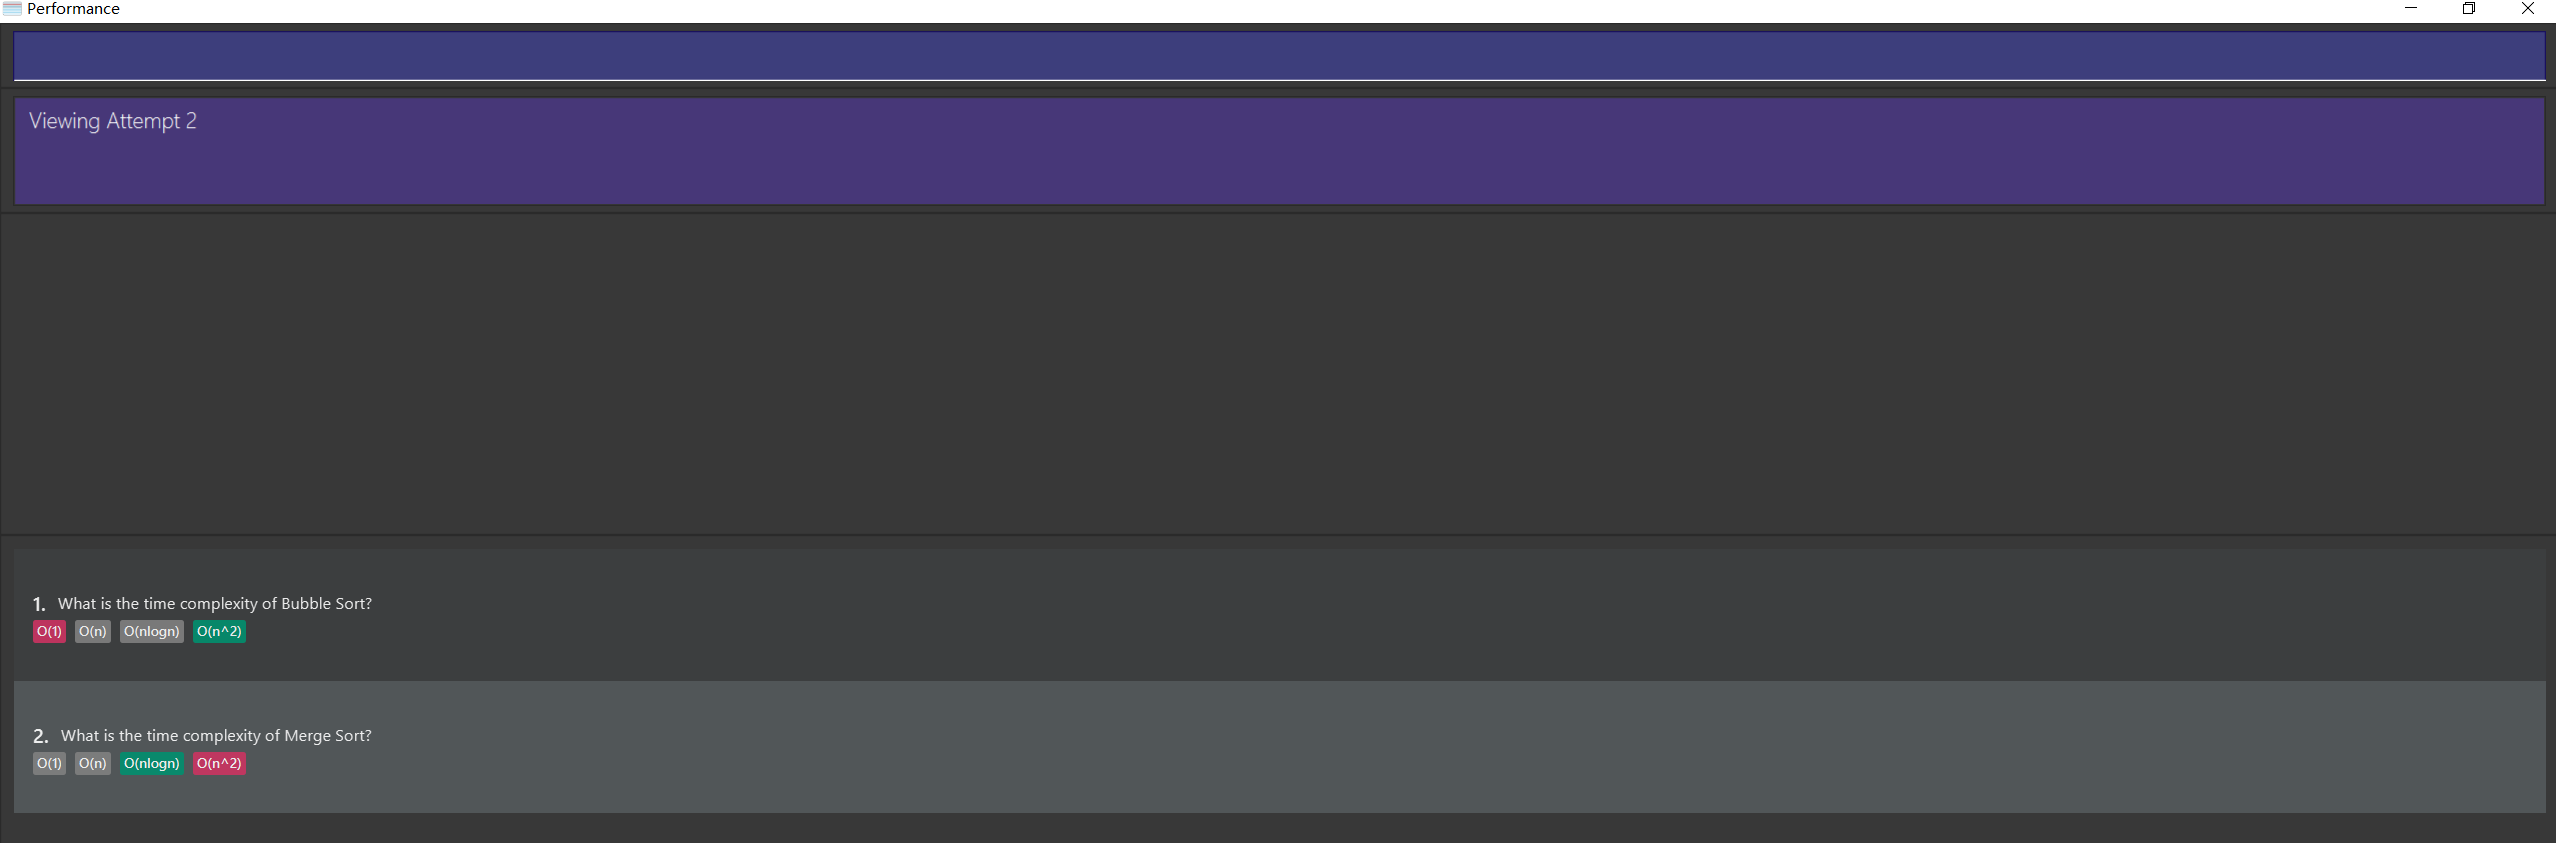 Performance
Viewing Attempt 2
1. What is the time complexity of Bubble Sort?
O(1) O(n) O(nlogn) O(n^2)
2. What is the time complexity of Merge Sort?
O(1) O(n) O(nlogn) O(n^2)